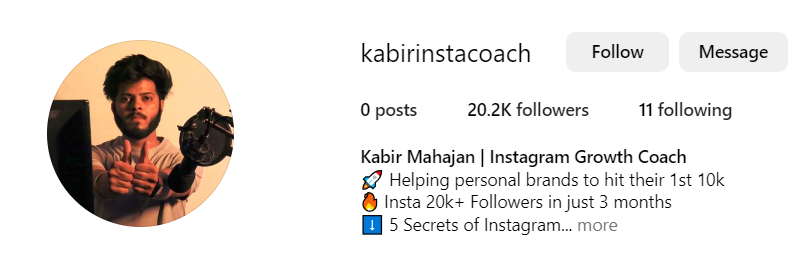 kabirinstacoach Follow Message
0 posts 20.2K followers 11 following
Kabir Mahajan | Instagram Growth Coach
🚀 Helping personal brands to hit their 1st 10k
🔥 Insta 20k+ Followers in just 3 months
⬇️ 5 Secrets of Instagram... more